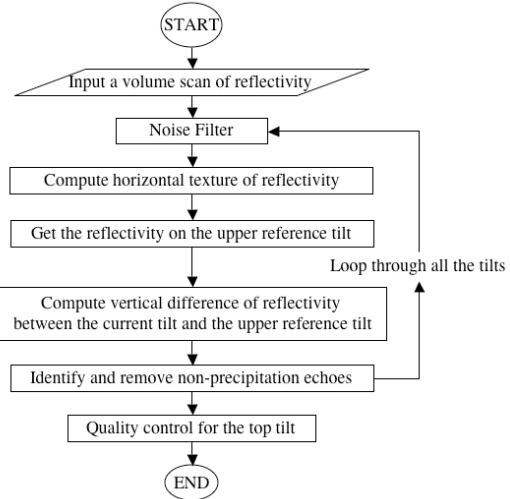 START
Input a volume scan of reflectivity
Noise Filter
Compute horizontal texture of reflectivity
Get the reflectivity on the upper reference tilt
Loop through all the tilts
Compute vertical difference of reflectivity
between the current tilt and the upper reference tilt
Identify and remove non-precipitation echoes
Quality control for the top tilt
END